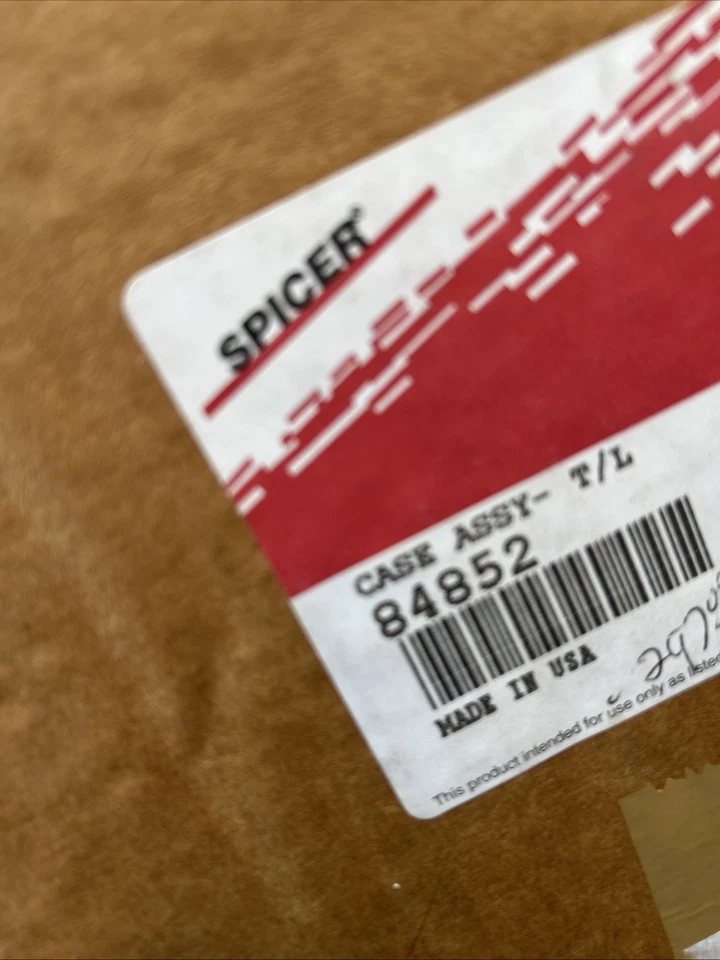 SPICER®
CASE ASSY- T/L
84852
MADE IN USA
This product intended for use only as listed